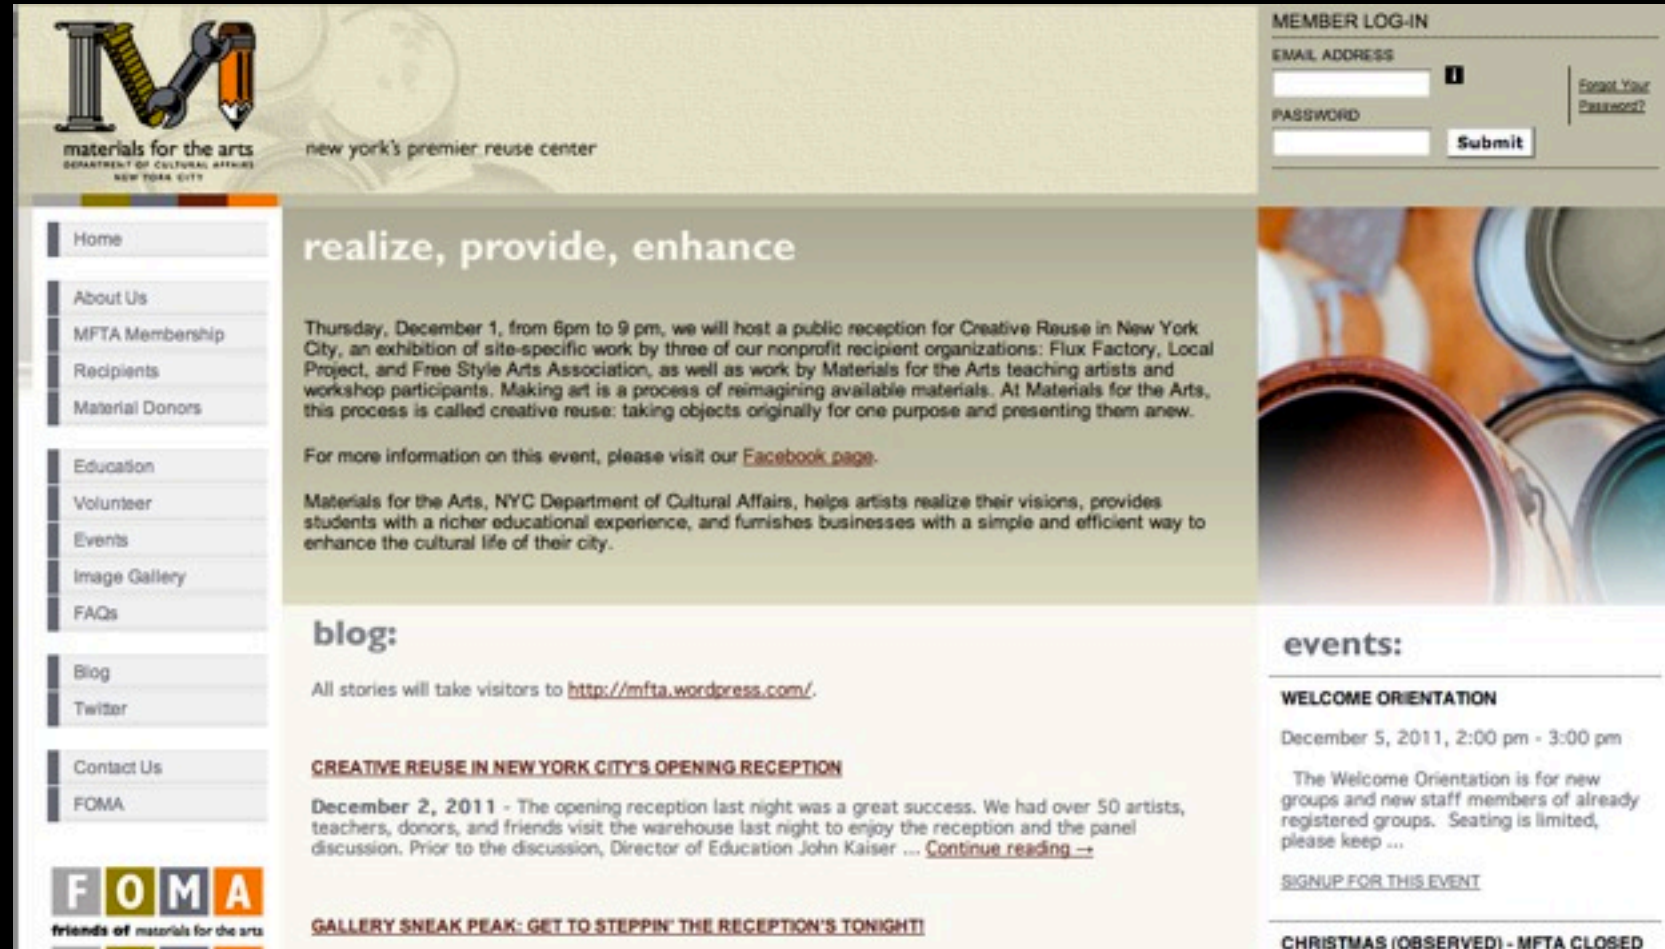 materials for the arts
DEPARTMENT OF CULTURAL AFFAIRS
NEW YORK CITY
new york's premier reuse center
MEMBER LOG-IN
EMAIL ADDRESS
i
Forgot Your
Password?
PASSWORD
Submit
Home
About Us
MFTA Membership
Recipients
Material Donors
Education
Volunteer
Events
Image Gallery
FAQs
Blog
Twitter
Contact Us
FOMA
FOMA
friends of materials for the arts
realize, provide, enhance
Thursday, December 1, from 6pm to 9 pm, we will host a public reception for Creative Reuse in New York
City, an exhibition of site-specific work by three of our nonprofit recipient organizations: Flux Factory, Local
Project, and Free Style Arts Association, as well as work by Materials for the Arts teaching artists and
workshop participants. Making art is a process of reimagining available materials. At Materials for the Arts,
this process is called creative reuse: taking objects originally for one purpose and presenting them anew.
For more information on this event, please visit our Facebook page.
Materials for the Arts, NYC Department of Cultural Affairs, helps artists realize their visions, provides
students with a richer educational experience, and furnishes businesses with a simple and efficient way to
enhance the cultural life of their city.
blog:
All stories will take visitors to http://mfta.wordpress.com/.
CREATIVE REUSE IN NEW YORK CITY'S OPENING RECEPTION
December 2, 2011 - The opening reception last night was a great success. We had over 50 artists,
teachers, donors, and friends visit the warehouse last night to enjoy the reception and the panel
discussion. Prior to the discussion, Director of Education John Kaiser ... Continue reading →
GALLERY SNEAK PEAK: GET TO STEPPIN' THE RECEPTION'S TONIGHT!
events:
WELCOME ORIENTATION
December 5, 2011, 2:00 pm - 3:00 pm
The Welcome Orientation is for new
groups and new staff members of already
registered groups. Seating is limited,
please keep ...
SIGNUP FOR THIS EVENT
CHRISTMAS (OBSERVED) - MFTA CLOSED